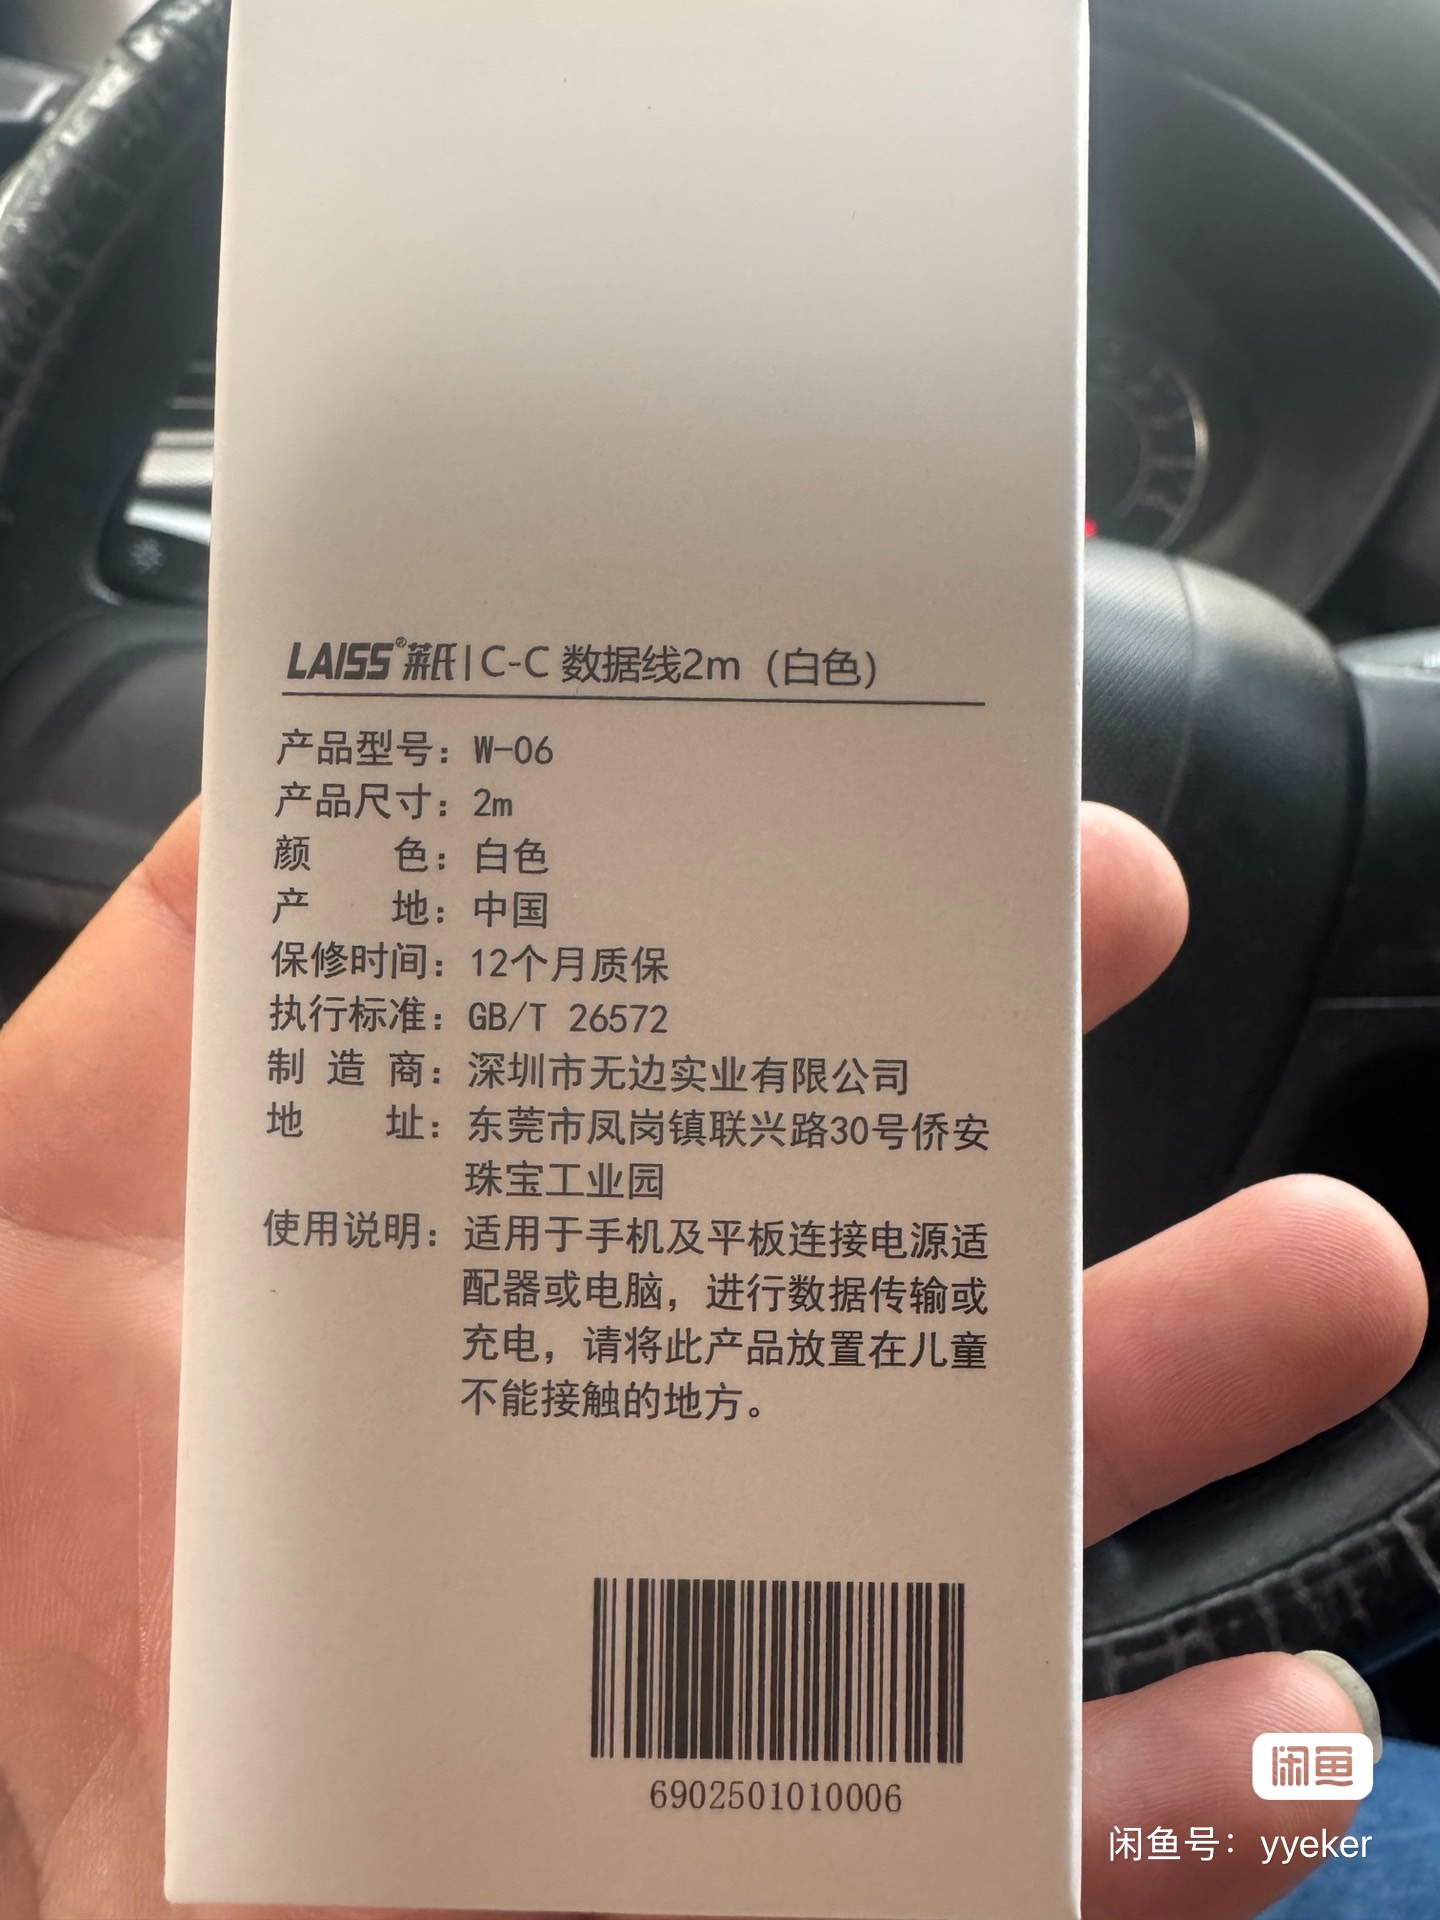 LAISS®莱氏|C-C 数据线2m（白色）
产品型号：W-06
产品尺寸：2m
颜色：白色
产地：中国
保修时间：12个月质保
执行标准：GB/T 26572
制造商：深圳市无边实业有限公司
地址：东莞市凤岗镇联兴路30号侨安
珠宝工业园
使用说明：适用于手机及平板连接电源适
配器或电脑，进行数据传输或
充电，请将此产品放置在儿童
不能接触的地方。
6902501010006
闲鱼
闲鱼号：yyeker